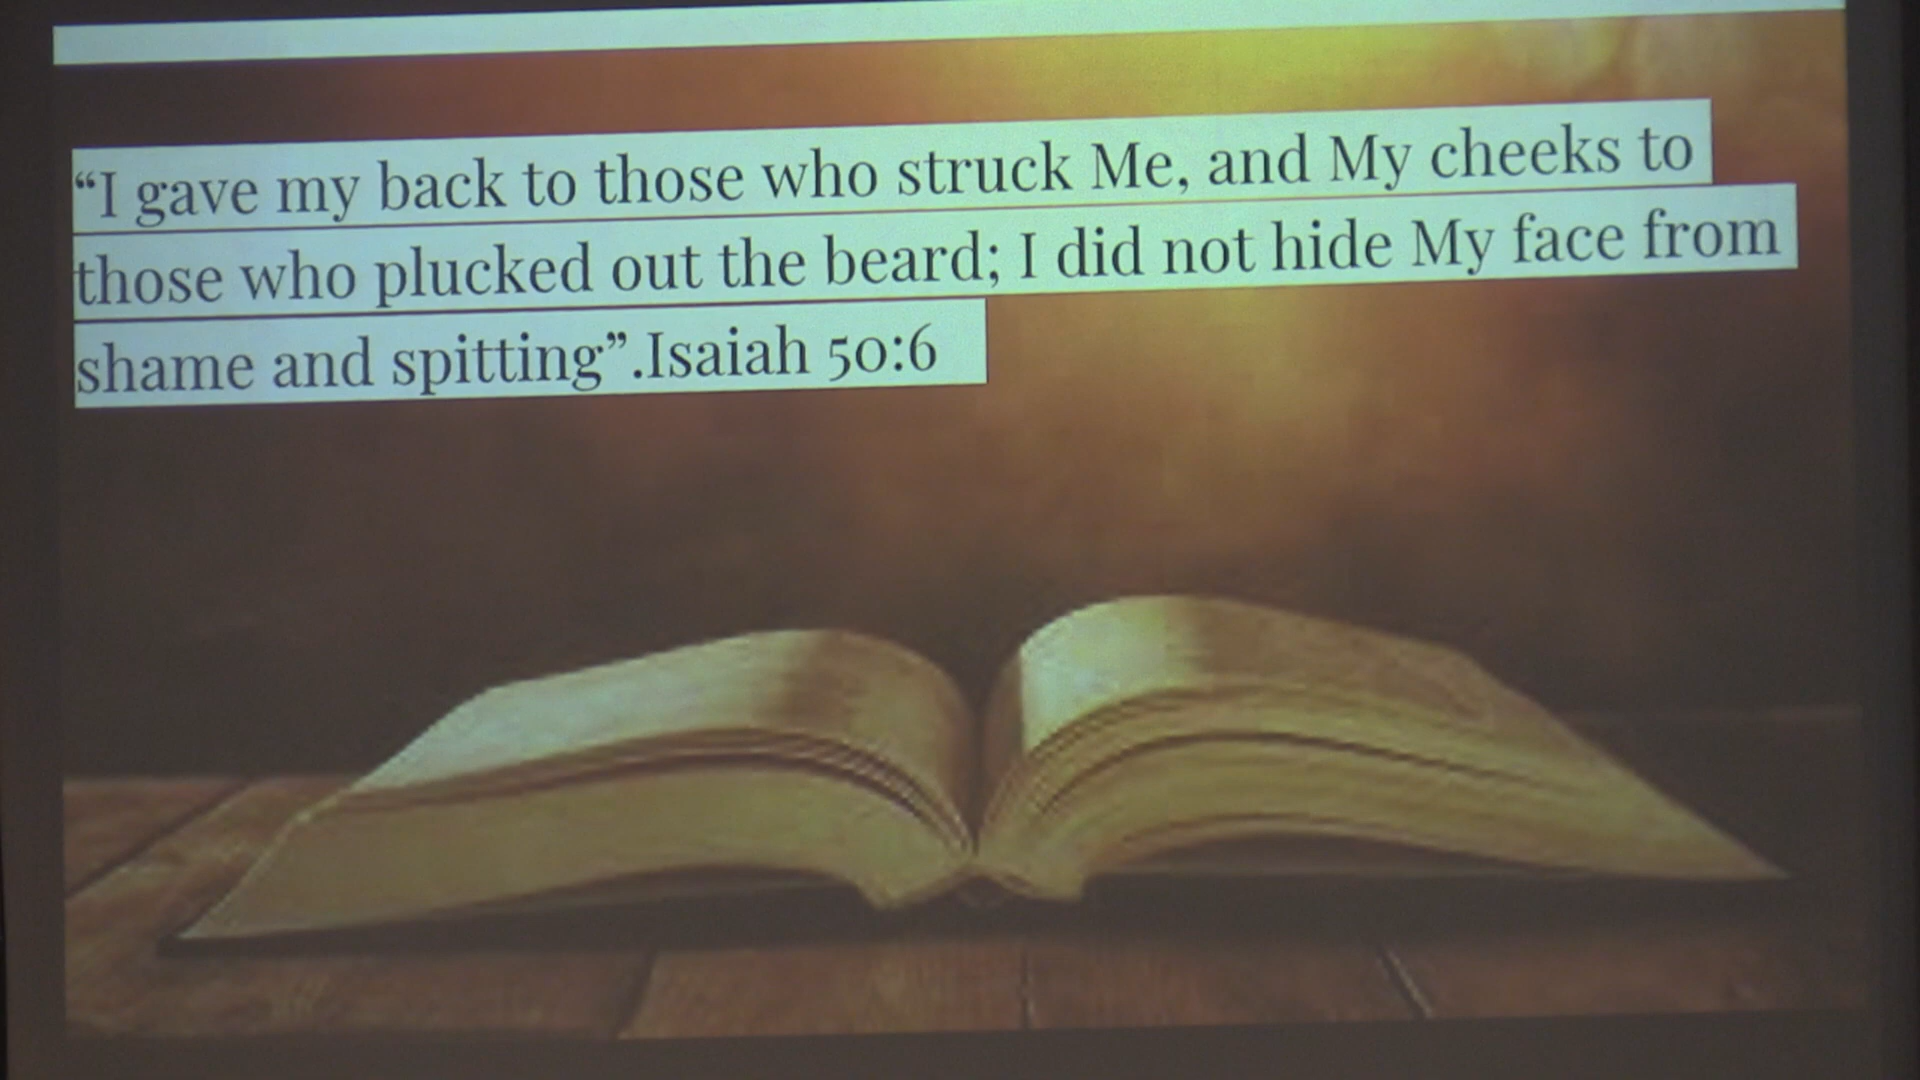 “I gave my back to those who struck Me, and My cheeks to
those who plucked out the beard; I did not hide My face from
shame and spitting”.Isaiah 50:6